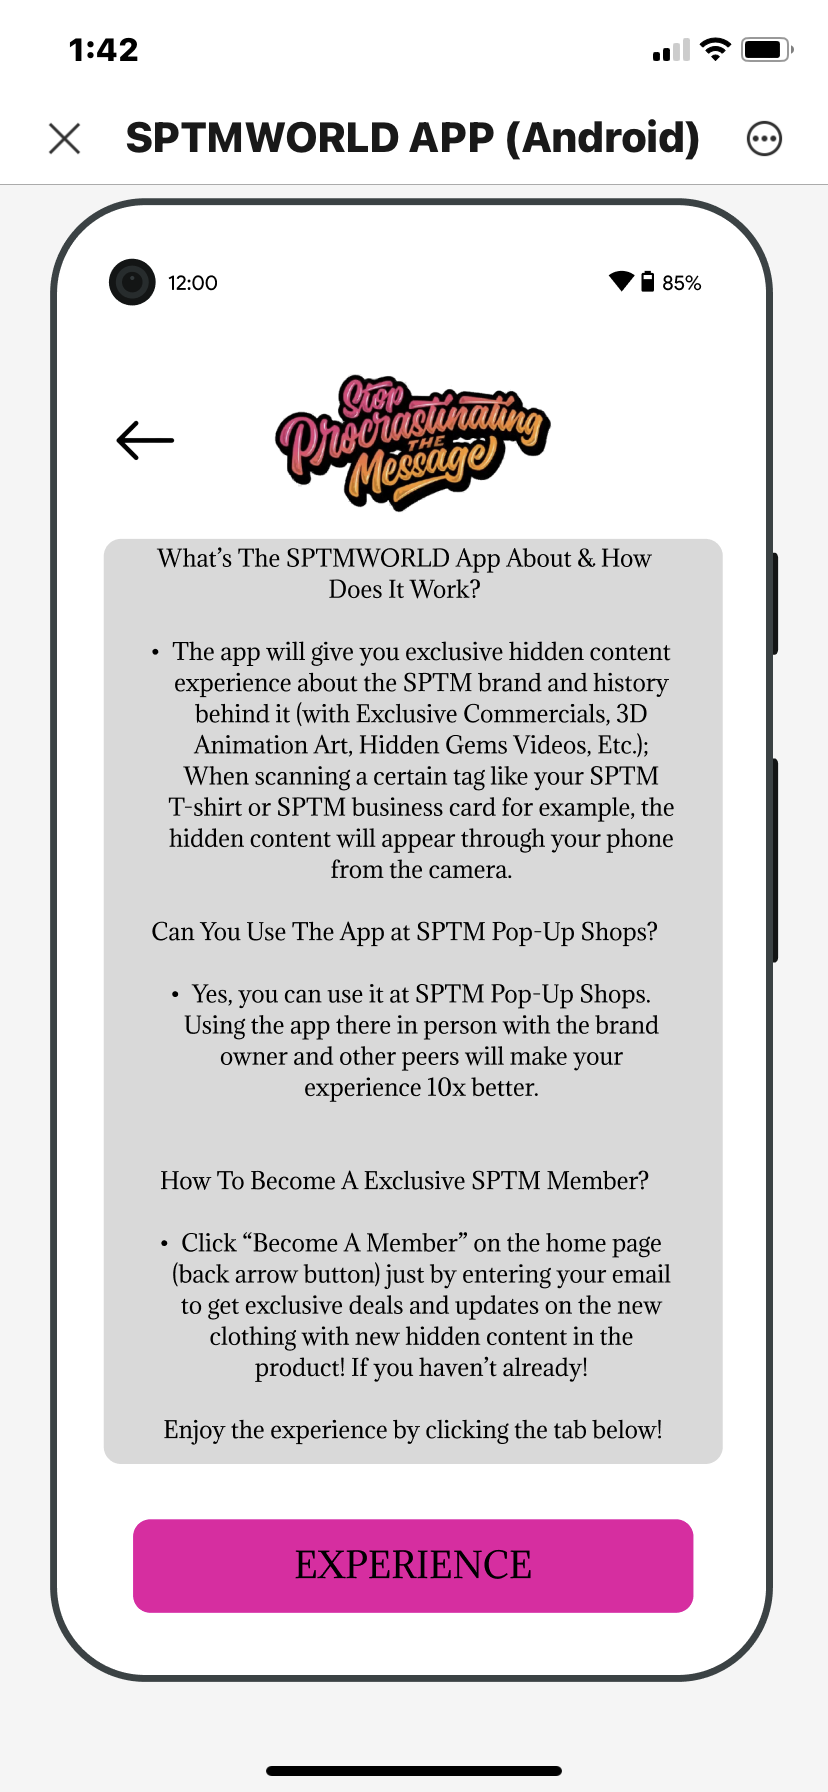 1:42
SPTMWORLD APP (Android)
12:00
85%
Stop
Procrastinating
THE
Message
What’s The SPTMWORLD App About & How
Does It Work?
• The app will give you exclusive hidden content
experience about the SPTM brand and history
behind it (with Exclusive Commercials, 3D
Animation Art, Hidden Gems Videos, Etc.);
When scanning a certain tag like your SPTM
T-shirt or SPTM business card for example, the
hidden content will appear through your phone
from the camera.
Can You Use The App at SPTM Pop-Up Shops?
• Yes, you can use it at SPTM Pop-Up Shops.
Using the app there in person with the brand
owner and other peers will make your
experience 10x better.
How To Become A Exclusive SPTM Member?
• Click “Become A Member” on the home page
(back arrow button) just by entering your email
to get exclusive deals and updates on the new
clothing with new hidden content in the
product! If you haven’t already!
Enjoy the experience by clicking the tab below!
EXPERIENCE